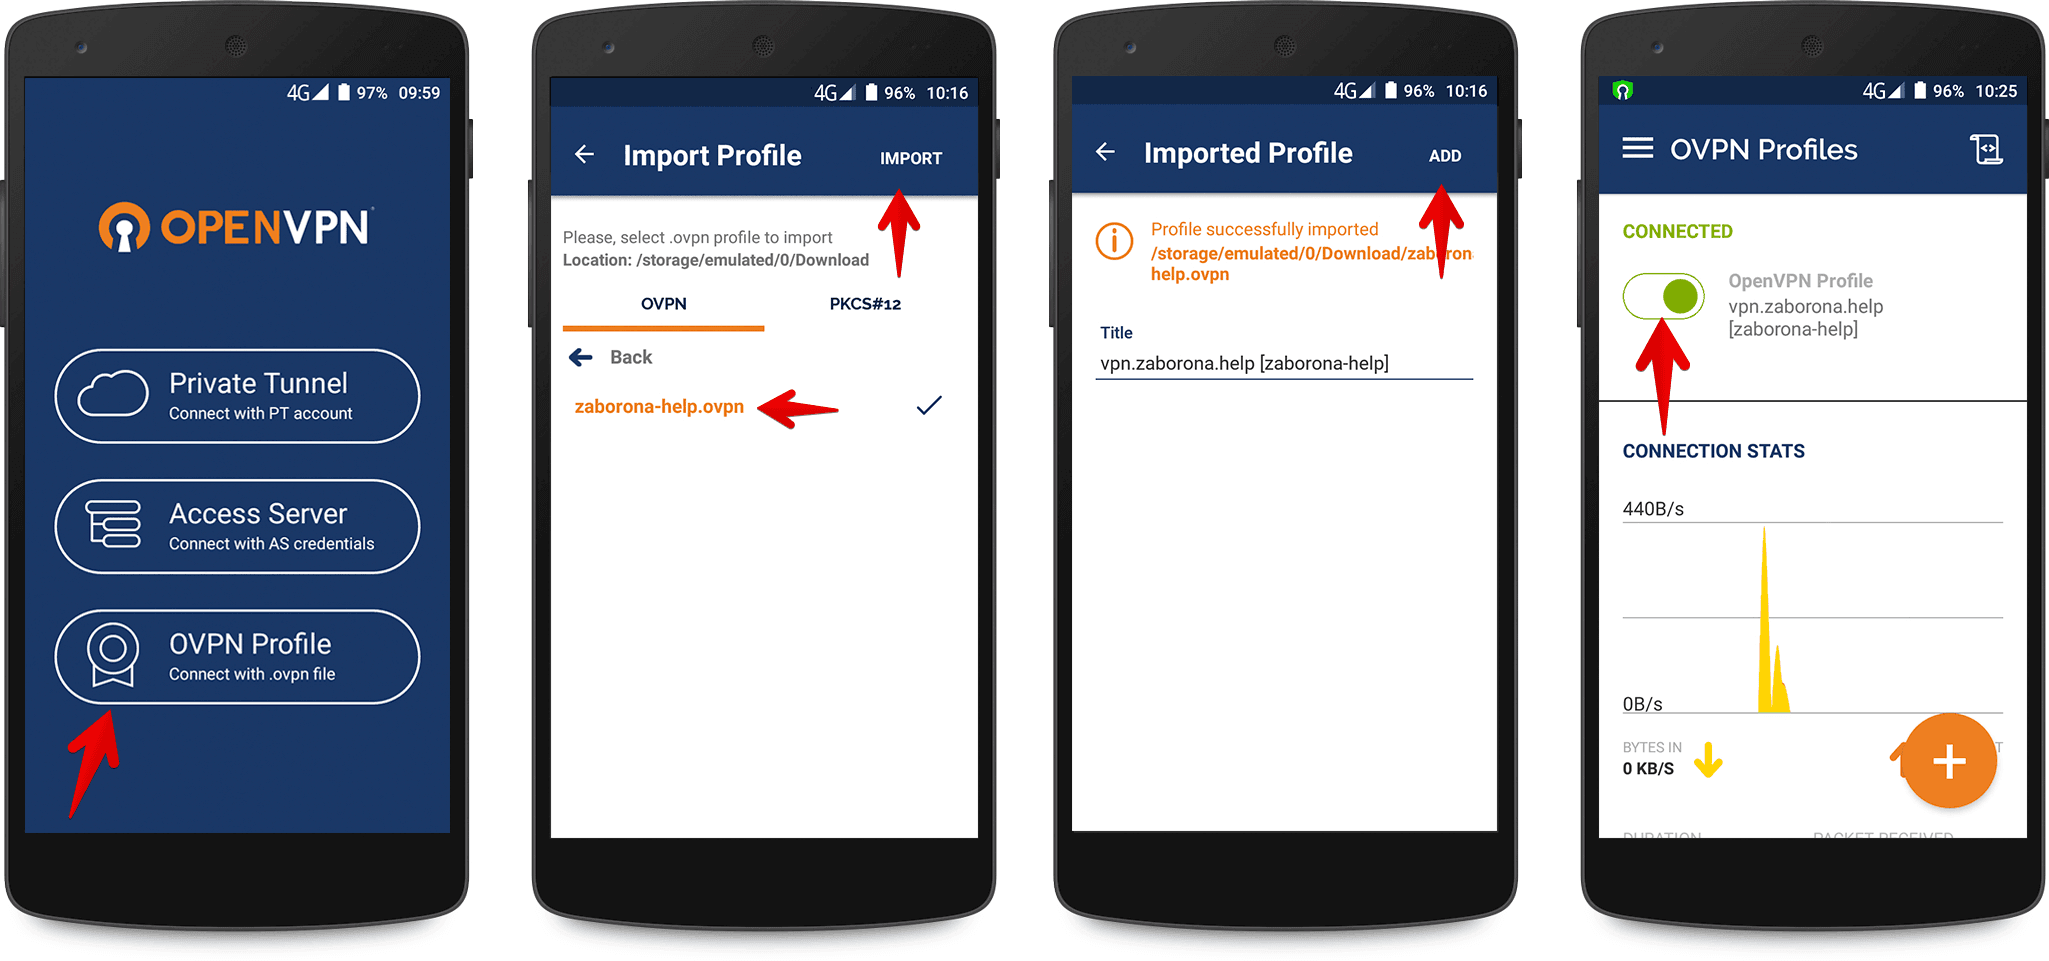 4G 97% 09:59
OPENVPN
Private Tunnel
Connect with PT account
Access Server
Connect with AS credentials
OVPN Profile
Connect with .ovpn file
4G 96% 10:16
Import Profile IMPORT
Please, select .ovpn profile to import
Location: /storage/emulated/0/Download
OVPN PKCS#12
Back
zaborona-help.ovpn
4G 96% 10:16
Imported Profile ADD
Profile successfully imported
/storage/emulated/0/Download/zaborona-
help.ovpn
Title
vpn.zaborona.help [zaborona-help]
4G 96% 10:25
OVPN Profiles
CONNECTED
OpenVPN Profile
vpn.zaborona.help
[zaborona-help]
CONNECTION STATS
440B/s
0B/s
BYTES IN
0 KB/S
DURATION PACKET RECEIVED